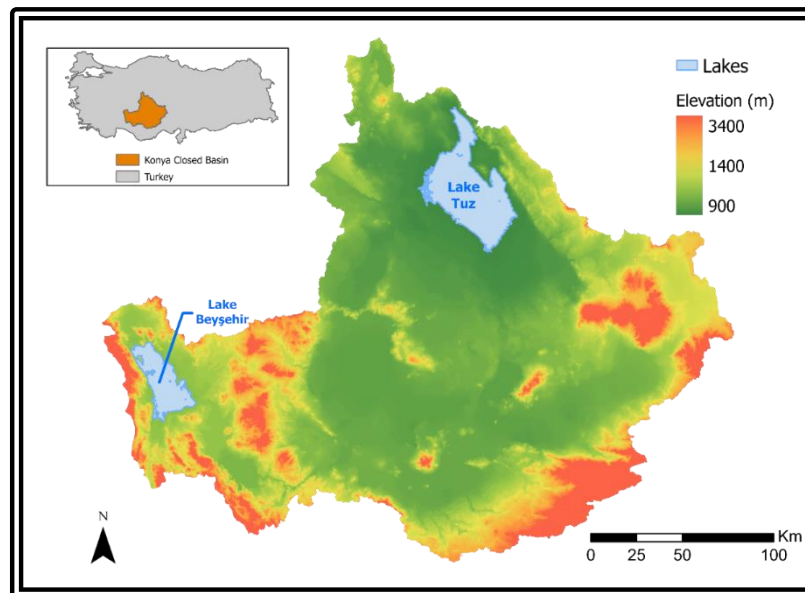 Konya Closed Basin
Turkey
Lakes
Elevation (m)
3400
1400
900
Lake
Tuz
Lake
Beyşehir
N
Km
0 25 50 100